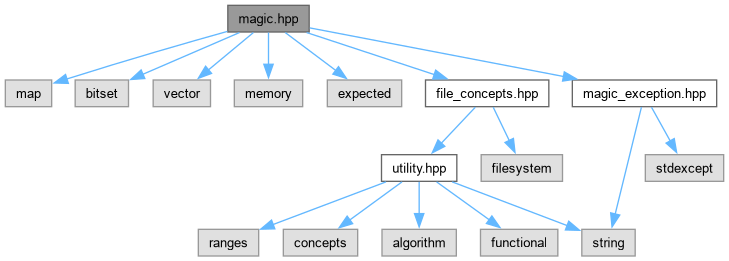 magic.hpp
map
bitset
vector
memory
expected
file_concepts.hpp
magic_exception.hpp
utility.hpp
filesystem
stdexcept
ranges
concepts
algorithm
functional
string